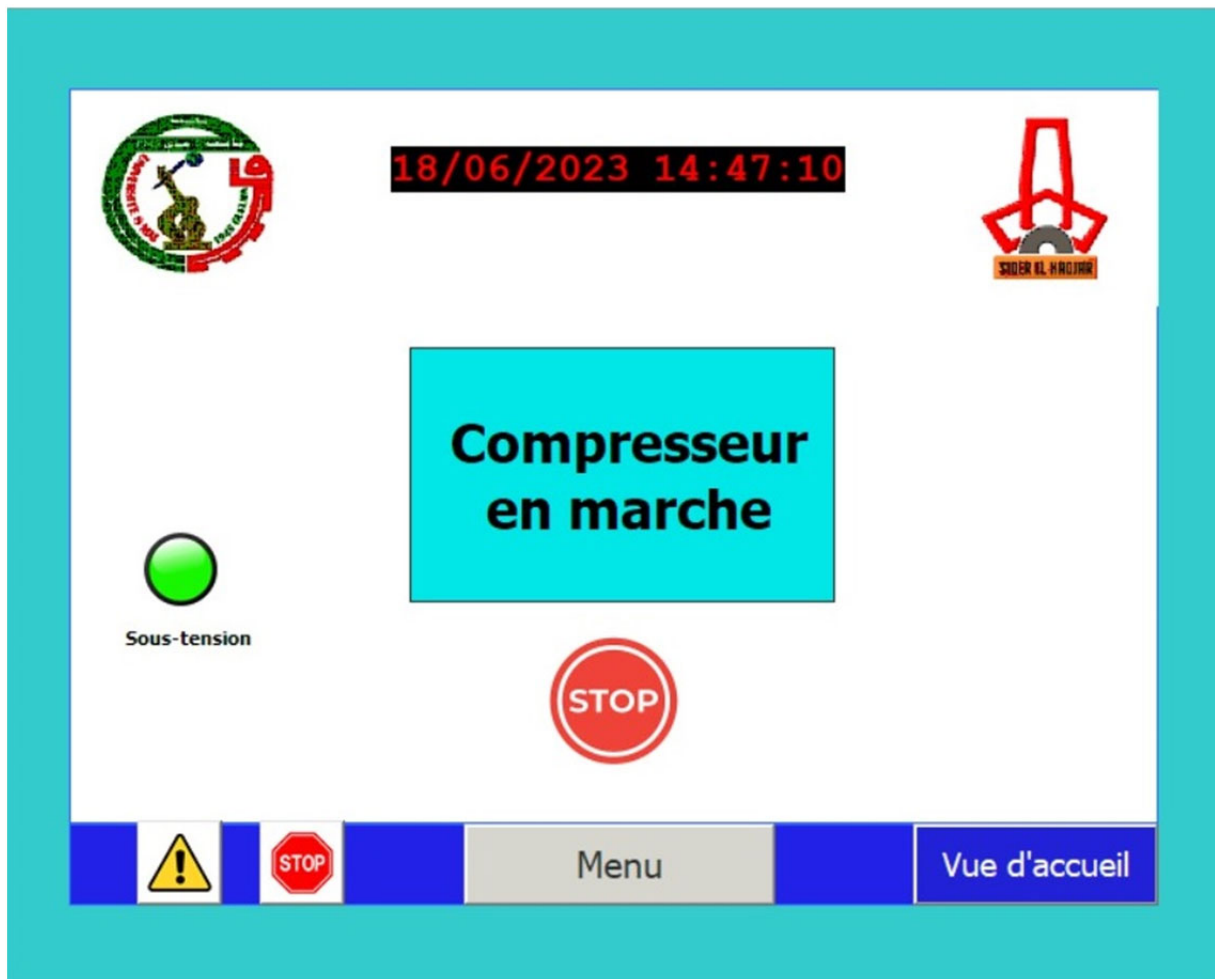 18/06/2023 14:47:10
SIDER EL-HADJAR
Compresseur
en marche
Sous-tension
STOP
STOP
Menu
Vue d'accueil